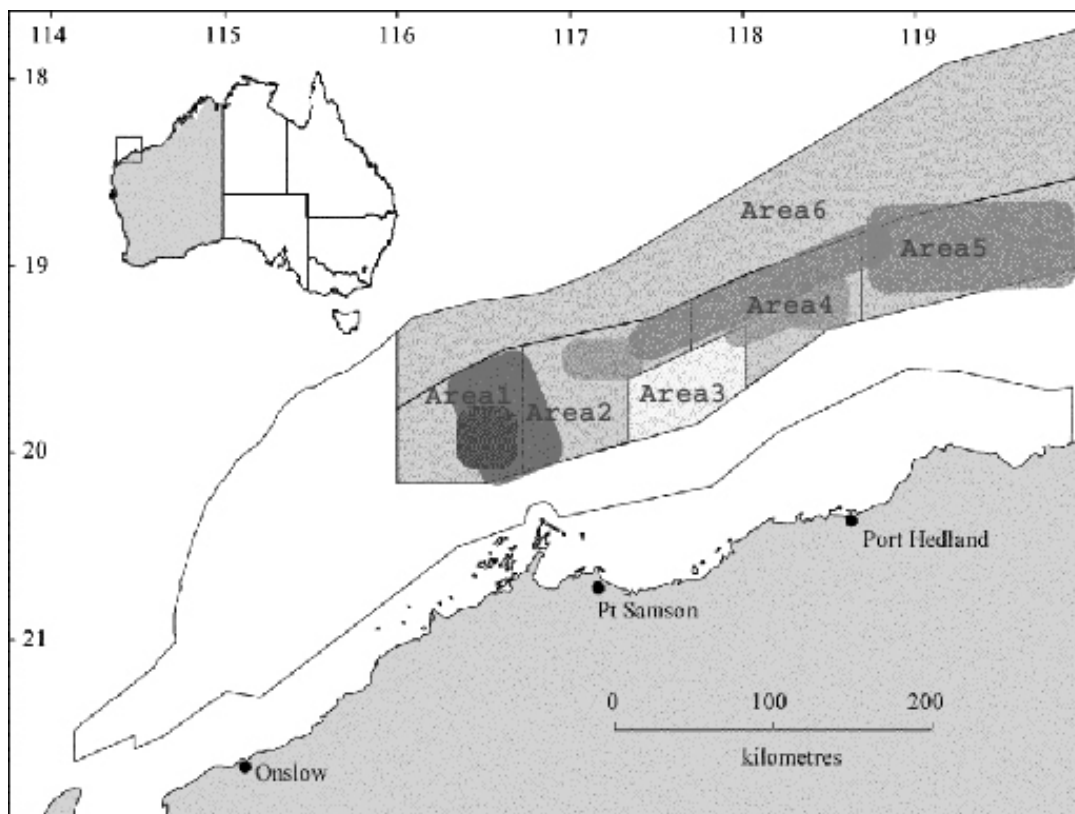 114 115 116 117 118 119
18
Area6
19
Area5
Area4
Area1
Area3
Area2
20
Port Hedland
Pt Samson
21
0 100 200
kilometres
Onslow